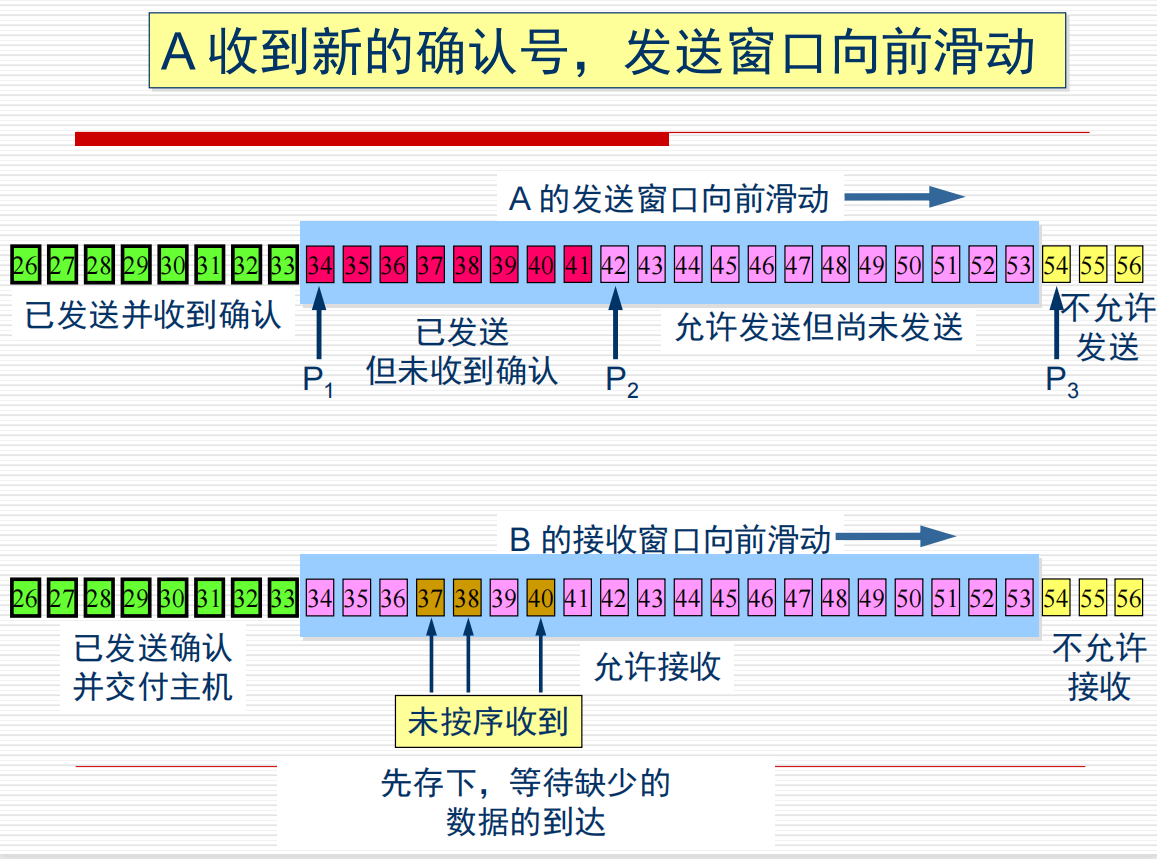 A 收到新的确认号，发送窗口向前滑动
A 的发送窗口向前滑动
26 27 28 29 30 31 32 33 34 35 36 37 38 39 40 41 42 43 44 45 46 47 48 49 50 51 52 53 54 55 56
已发送并收到确认
已发送
但未收到确认
允许发送但尚未发送
不允许
发送
P1
P2
P3
B 的接收窗口向前滑动
26 27 28 29 30 31 32 33 34 35 36 37 38 39 40 41 42 43 44 45 46 47 48 49 50 51 52 53 54 55 56
已发送确认
并交付主机
允许接收
不允许
接收
未按序收到
先存下，等待缺少的
数据的到达